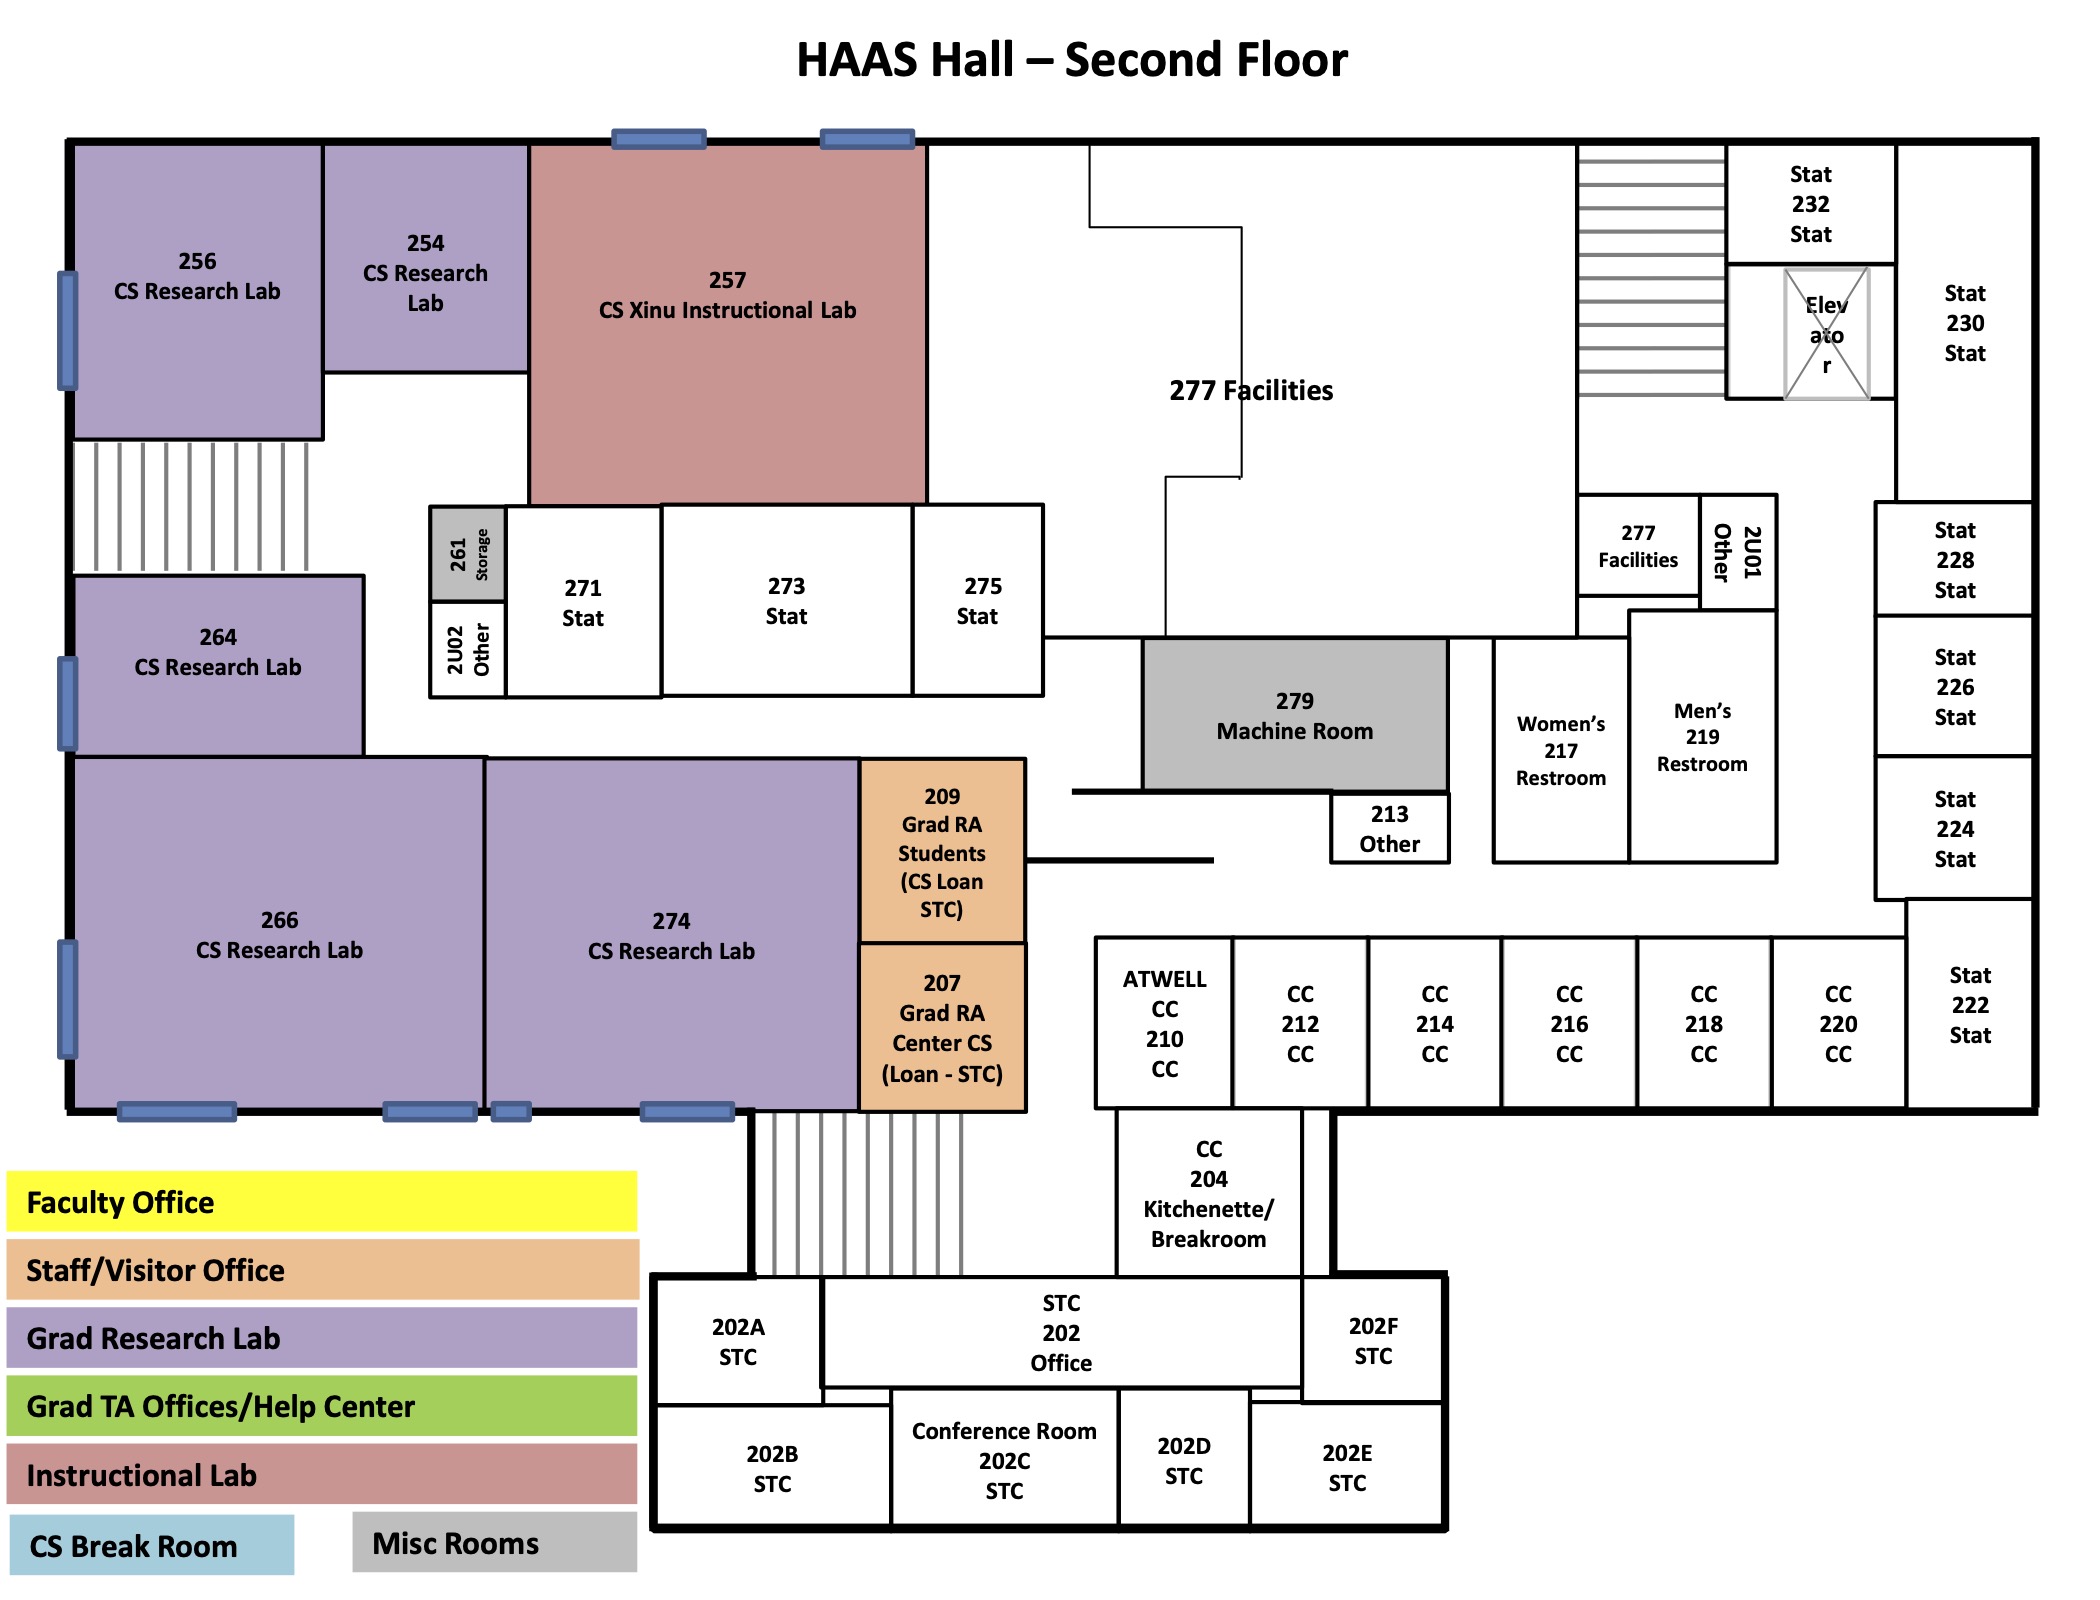 HAAS Hall – Second Floor
256
CS Research Lab
254
CS Research
Lab
257
CS Xinu Instructional Lab
277 Facilities
Stat
232
Stat
Elev
ato
r
Stat
230
Stat
261
Storage
2U02
Other
271
Stat
273
Stat
275
Stat
277
Facilities
2U01
Other
Stat
228
Stat
264
CS Research Lab
279
Machine Room
Women’s
217
Restroom
Men’s
219
Restroom
Stat
226
Stat
213
Other
Stat
224
Stat
266
CS Research Lab
274
CS Research Lab
209
Grad RA
Students
(CS Loan
STC)
207
Grad RA
Center CS
(Loan - STC)
ATWELL
CC
210
CC
CC
212
CC
CC
214
CC
CC
216
CC
CC
218
CC
CC
220
CC
Stat
222
Stat
CC
204
Kitchenette/
Breakroom
202A
STC
STC
202
Office
202F
STC
202B
STC
Conference Room
202C
STC
202D
STC
202E
STC
Faculty Office
Staff/Visitor Office
Grad Research Lab
Grad TA Offices/Help Center
Instructional Lab
CS Break Room
Misc Rooms